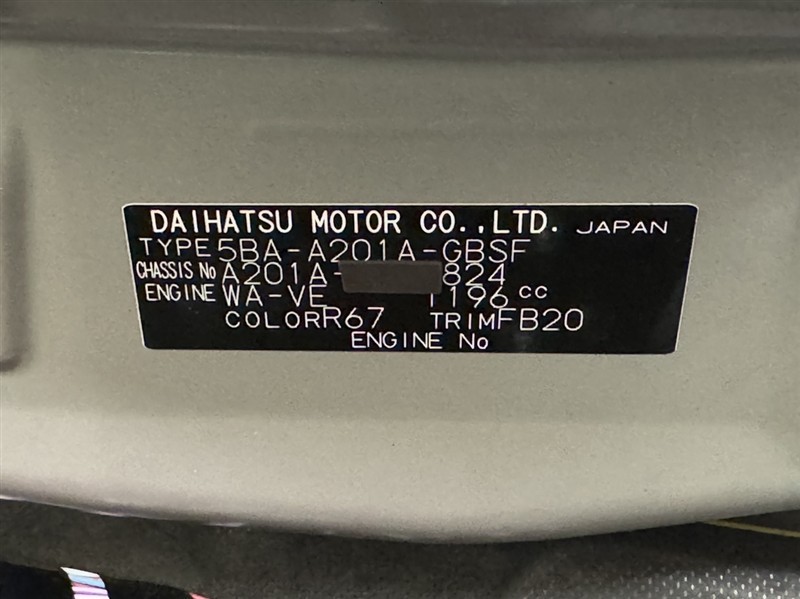 DAIHATSU MOTOR CO.,LTD. JAPAN
TYPE 5BA-A201A-GBSF
CHASSIS No A201A- 824
ENGINE WA-VE 1196 cc
COLOR R67 TRIM FB20
ENGINE No